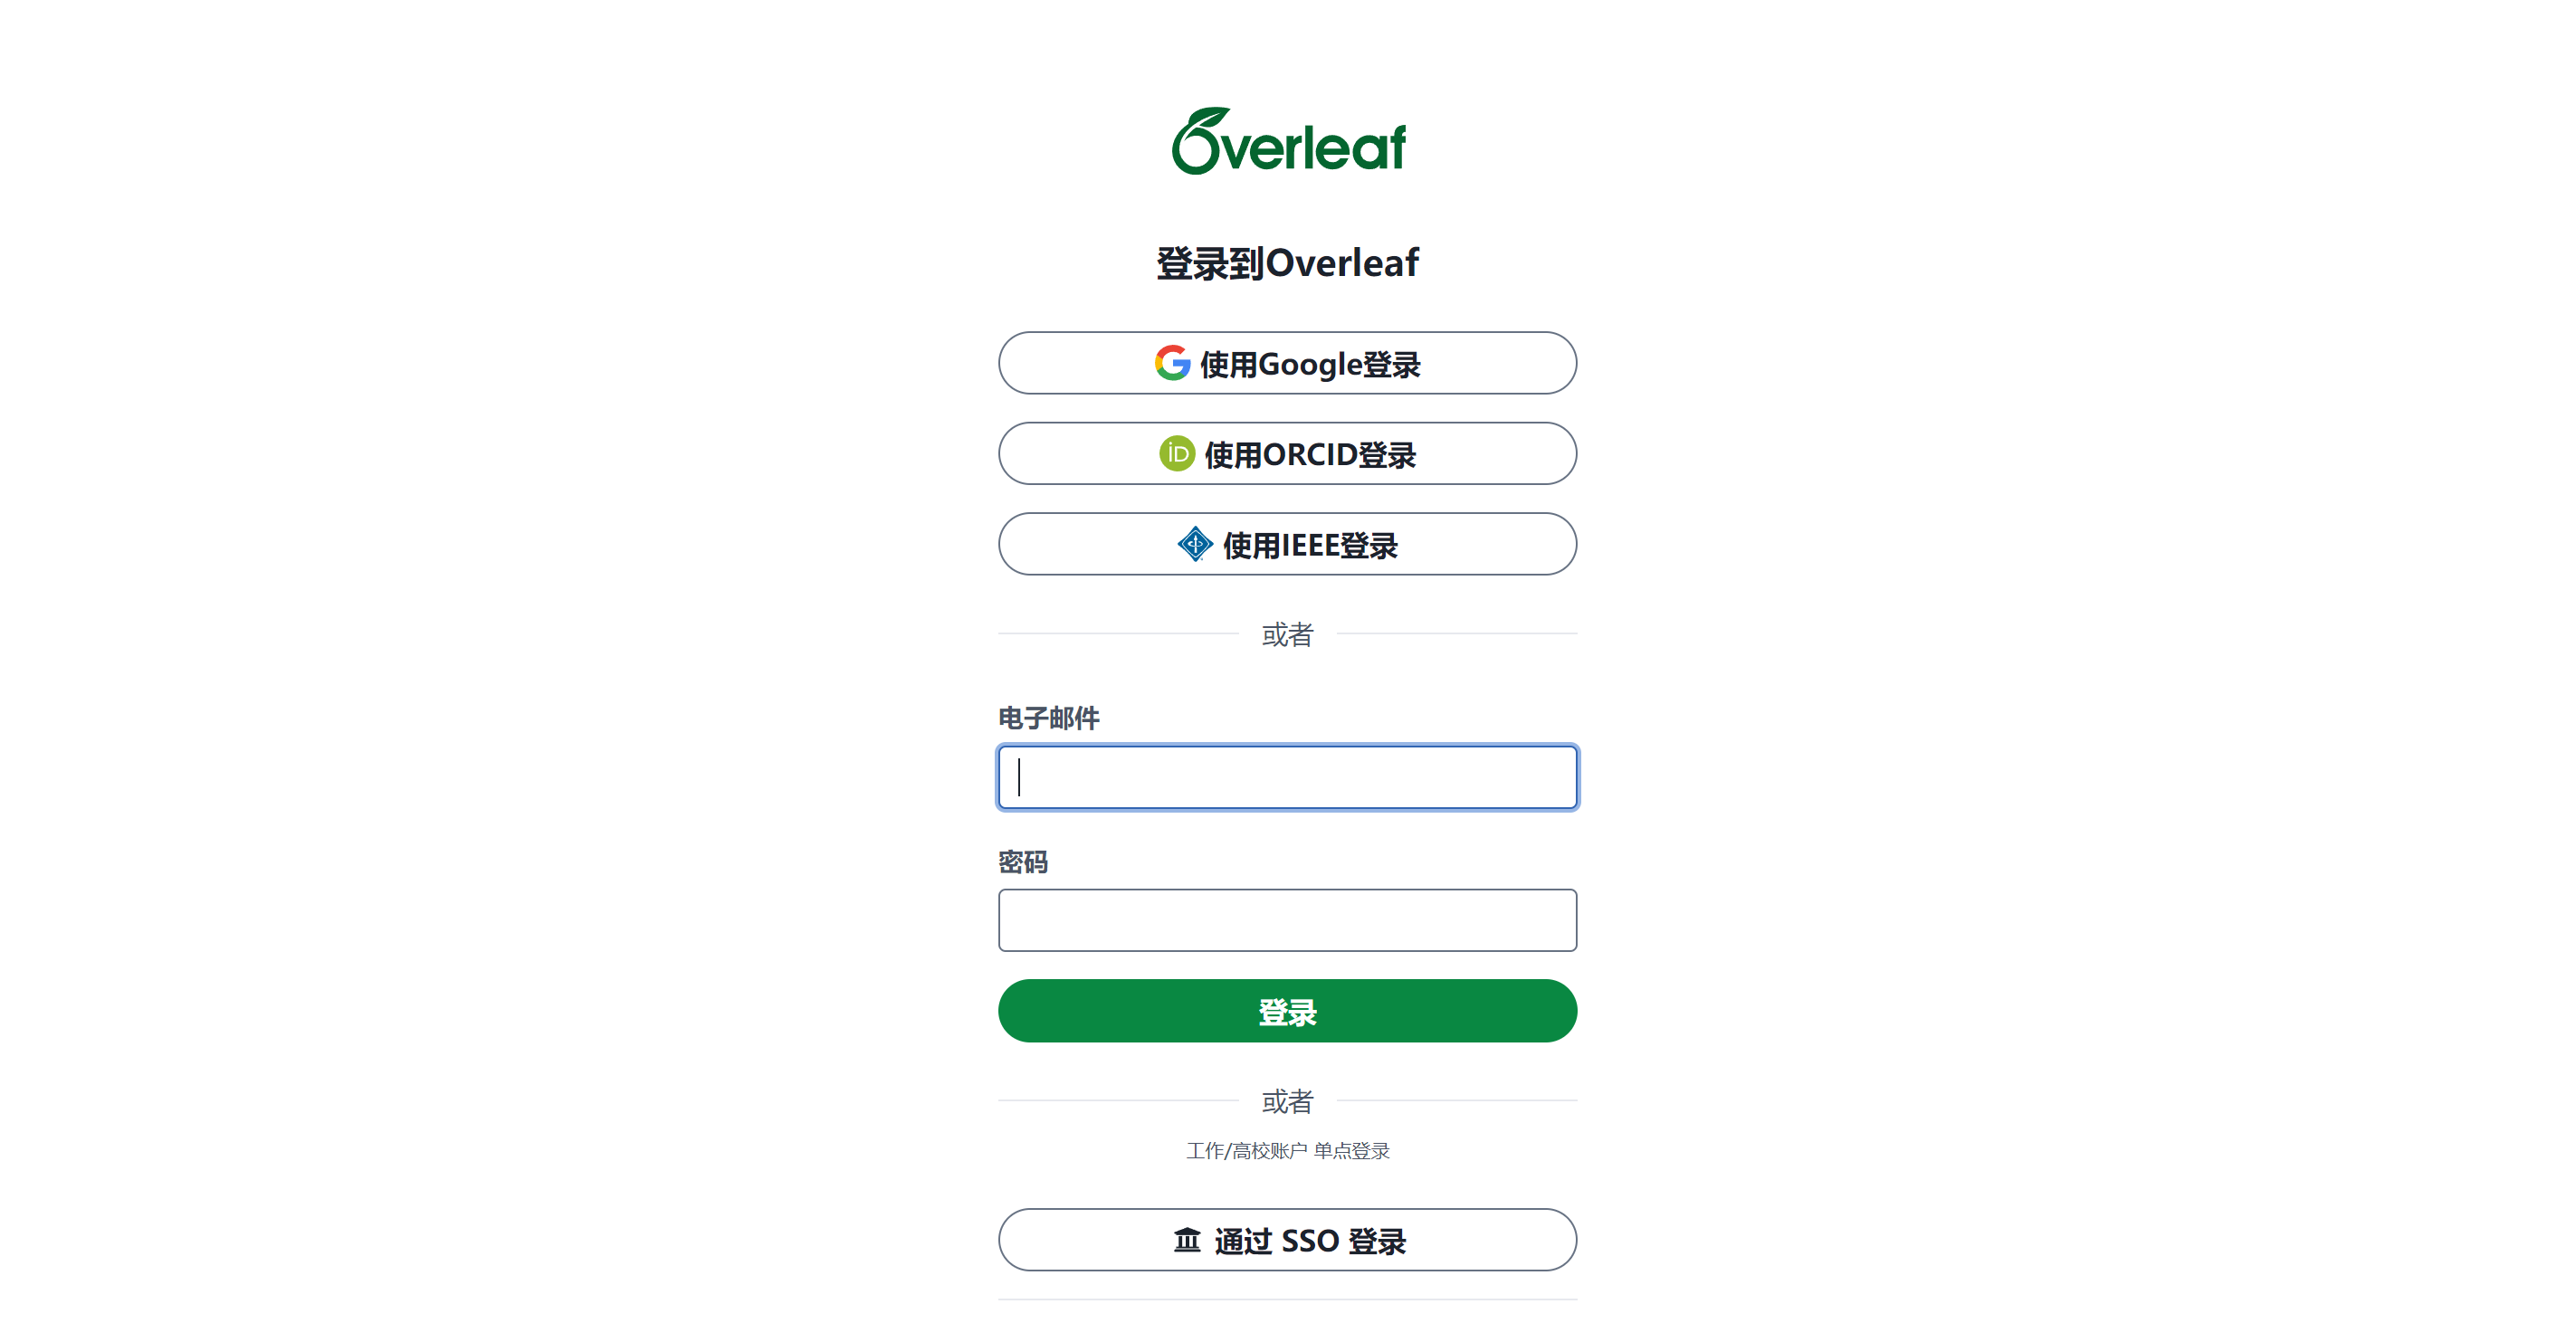 Overleaf
登录到Overleaf
使用Google登录
iD 使用ORCID登录
使用IEEE登录
或者
电子邮件
密码
登录
或者
工作/高校账户 单点登录
通过 SSO 登录